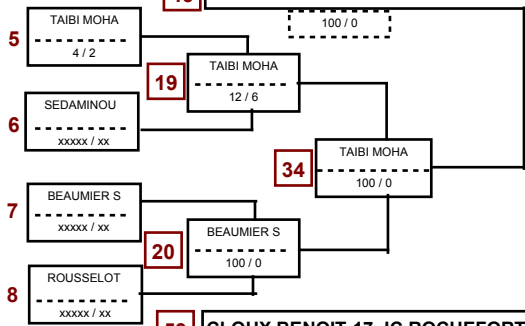 100 / 0
5
TAIBI MOHA
4 / 2
19
TAIBI MOHA
12 / 6
6
SEDAMINOU
xxxxx / xx
34
TAIBI MOHA
100 / 0
7
BEAUMIER S
xxxxx / xx
20
BEAUMIER S
100 / 0
8
ROUSSELOT
xxxxx / xx